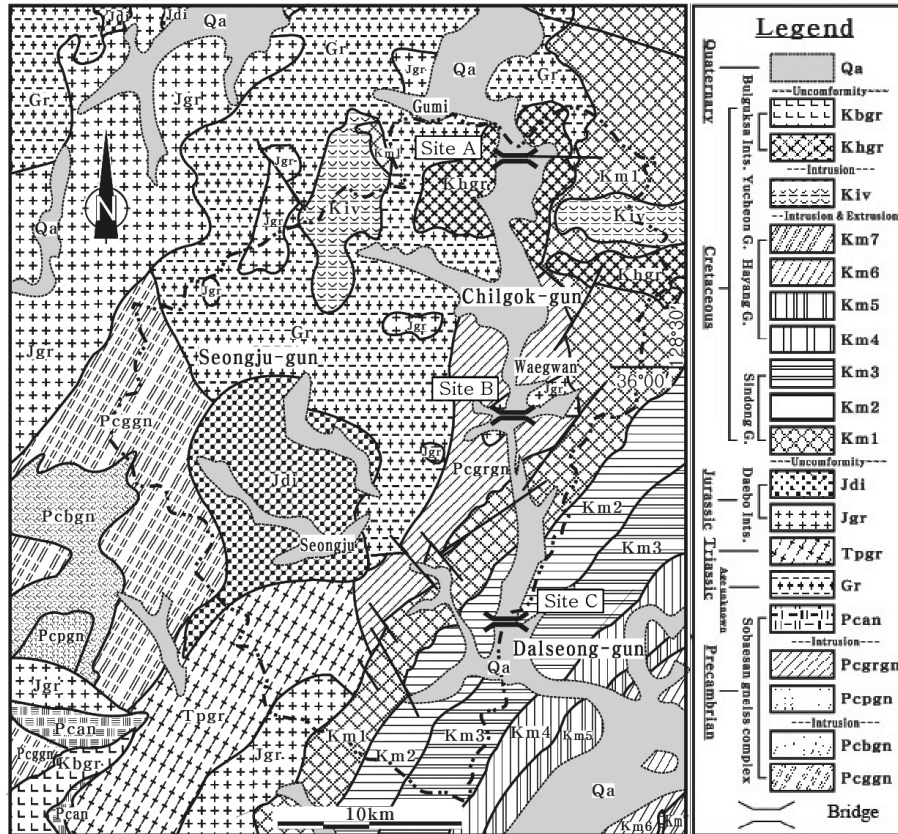 Jdi
Jdi
Qa
Gr
Jgr
Gr
Jgr
Qa
Gr
Gumi
Site A
Km1
Jgr
Khgr
Km1
Kiv
Jgr
Kiv
Qa
N
Khgr
Jgr
Chilgok-gun
Jgr
Gr
128°30'
Seongju-gun
Waegwan
36°00'
Jgr
Site B
Jgr
Pcggn
Jgr
Pcgrgn
Jdi
Km2
Pcbgn
Seongju
Km3
Site C
Pcpgn
Dalseong-gun
Qa
Jgr
Tpgr
Pcan
Km1
Km3
Km4
Km5
Jgr
Km2
Pcggn
Kbgr
Qa
Pcan
10km
Km6
Km
Legend
Quaternary
Cretaceous
Jurassic
Triassic
Age unknown
Precambrian
Bulguksa Ints.
Yucheon G.
Hayang G.
Sindong G.
Daebo Ints.
Sobaesan gneiss complex
Qa
----Uncomformity~~~
Kbgr
Khgr
---Intrusion----
Kiv
--Intrusion & Extrusion--
Km7
Km6
Km5
Km4
Km3
Km2
Km1
----Uncomformity~~~
Jdi
Jgr
Tpgr
Gr
Pcan
---Intrusion---
Pcgrgn
Pcpgn
---Intrusion---
Pcbgn
Pcggn
Bridge